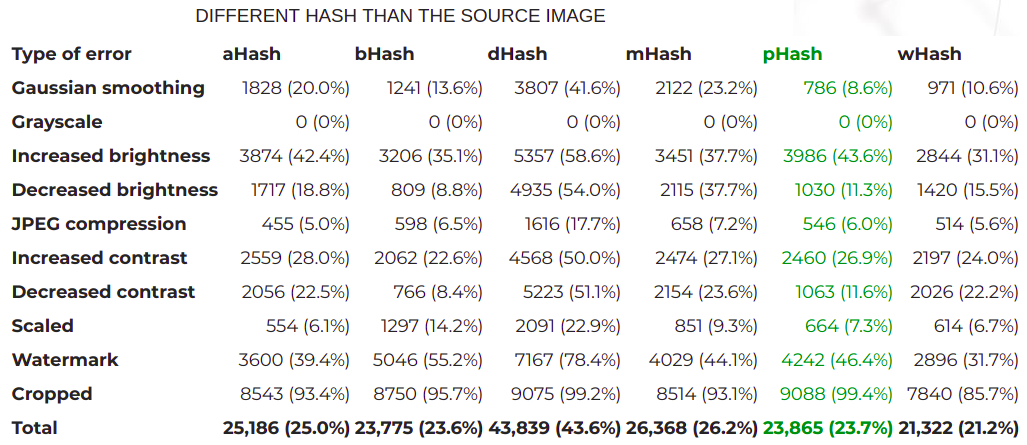 DIFFERENT HASH THAN THE SOURCE IMAGE
Type of error aHash bHash dHash mHash pHash wHash
Gaussian smoothing 1828 (20.0%) 1241 (13.6%) 3807 (41.6%) 2122 (23.2%) 786 (8.6%) 971 (10.6%)
Grayscale 0 (0%) 0 (0%) 0 (0%) 0 (0%) 0 (0%) 0 (0%)
Increased brightness 3874 (42.4%) 3206 (35.1%) 5357 (58.6%) 3451 (37.7%) 3986 (43.6%) 2844 (31.1%)
Decreased brightness 1717 (18.8%) 809 (8.8%) 4935 (54.0%) 2115 (37.7%) 1030 (11.3%) 1420 (15.5%)
JPEG compression 455 (5.0%) 598 (6.5%) 1616 (17.7%) 658 (7.2%) 546 (6.0%) 514 (5.6%)
Increased contrast 2559 (28.0%) 2062 (22.6%) 4568 (50.0%) 2474 (27.1%) 2460 (26.9%) 2197 (24.0%)
Decreased contrast 2056 (22.5%) 766 (8.4%) 5223 (51.1%) 2154 (23.6%) 1063 (11.6%) 2026 (22.2%)
Scaled 554 (6.1%) 1297 (14.2%) 2091 (22.9%) 851 (9.3%) 664 (7.3%) 614 (6.7%)
Watermark 3600 (39.4%) 5046 (55.2%) 7167 (78.4%) 4029 (44.1%) 4242 (46.4%) 2896 (31.7%)
Cropped 8543 (93.4%) 8750 (95.7%) 9075 (99.2%) 8514 (93.1%) 9088 (99.4%) 7840 (85.7%)
Total 25,186 (25.0%) 23,775 (23.6%) 43,839 (43.6%) 26,368 (26.2%) 23,865 (23.7%) 21,322 (21.2%)